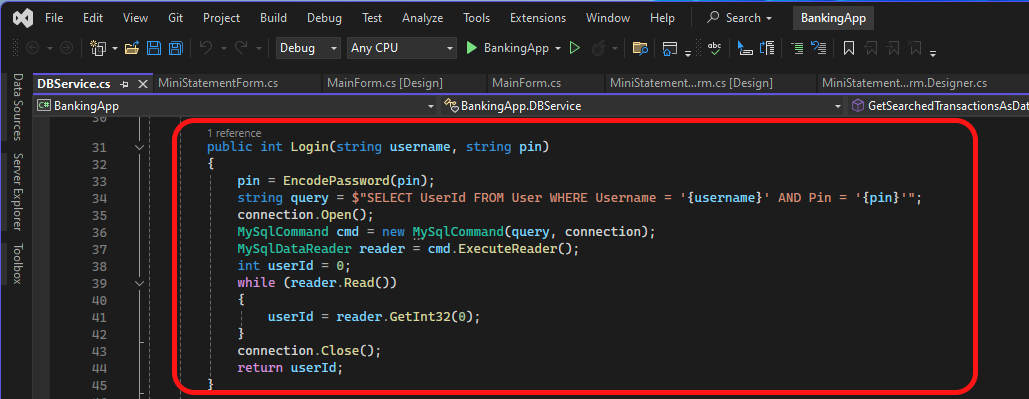 File Edit View Git Project Build Debug Test Analyze Tools Extensions Window Help Search BankingApp
Debug Any CPU BankingApp abc
DBService.cs MiniStatementForm.cs MainForm.cs [Design] MainForm.cs MiniStatement...rm.cs [Design] MiniStatement...rm.Designer.cs
C# BankingApp BankingApp.DBService GetSearchedTransactionsAsDat
Data Sources
Server Explorer
Toolbox
30
1 reference
31 public int Login(string username, string pin)
32 {
33 pin = EncodePassword(pin);
34 string query = $"SELECT UserId FROM User WHERE Username = '{username}' AND Pin = '{pin}'";
35 connection.Open();
36 MySqlCommand cmd = new MySqlCommand(query, connection);
37 MySqlDataReader reader = cmd.ExecuteReader();
38 int userId = 0;
39 while (reader.Read())
40 {
41 userId = reader.GetInt32(0);
42 }
43 connection.Close();
44 return userId;
45 }